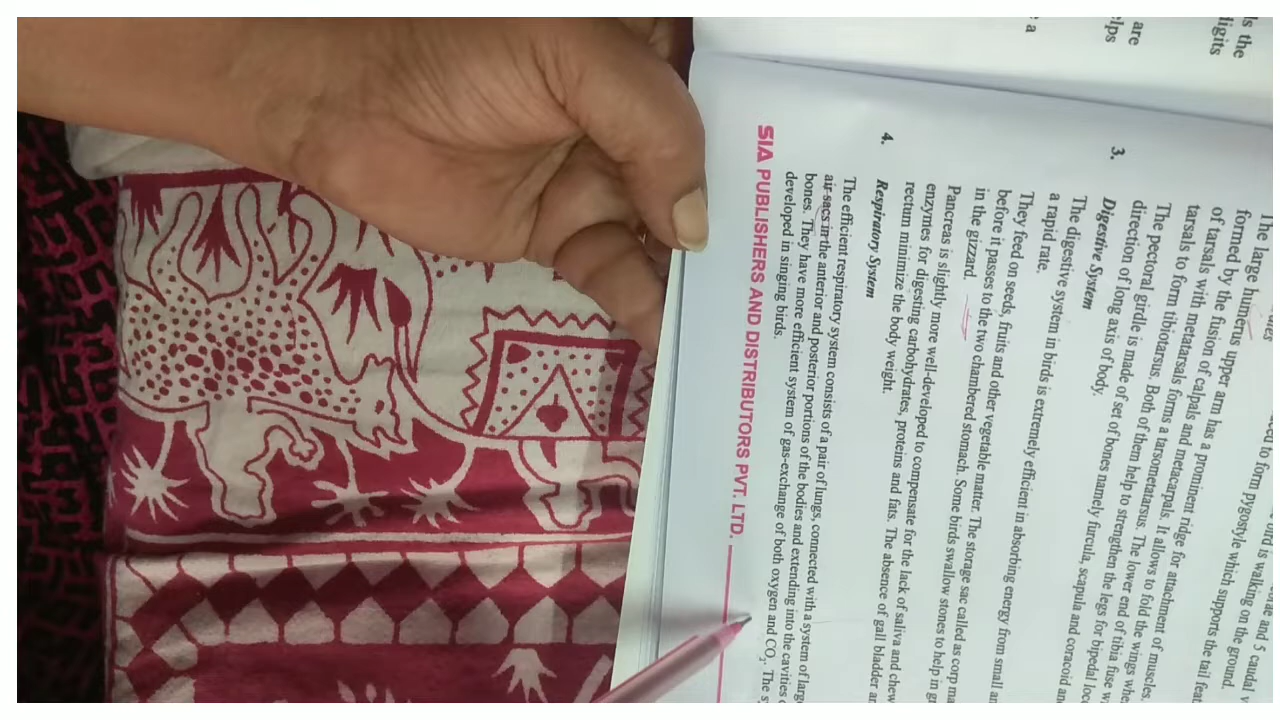 ls the
digits
are
elps
a
need to form pygostyle which supports the tail feat
bird is walking on the ground.
and 5 caudal v
The large humerus upper arm has a prominent ridge for attachment of muscles.
formed by the fusion of calpals and metacarpals. It allows to fold the wings whe
of tarsals with metatarsals forms a tarsometatarsus. The lower end of tibia fuse w
tarsals to form tibiotarsus. Both of them help to strengthen the legs for bipedal loco
The pectoral girdle is made of set of bones namely furcula, scapula and coracoid an
direction of long axis of body.
3. Digestive System
The digestive system in birds is extremely efficient in absorbing energy from small an
a rapid rate.
They feed on seeds, fruits and other vegetable matter. The storage sac called as corp ma
before it passes to the two chambered stomach. Some birds swallow stones to help in gr
in the gizzard.
Pancreas is slightly more well-developed to compensate for the lack of saliva and chew
enzymes for digesting carbohydrates, proteins and fats. The absence of gall bladder an
rectum minimize the body weight.
4. Respiratory System
The efficient respiratory system consists of a pair of lungs, connected with a system of larg
air-sacs in the anterior and posterior portions of the bodies and extending into the cavities o
bones. They have more efficient system of gas-exchange of both oxygen and CO2. The s
developed in singing birds.
SIA PUBLISHERS AND DISTRIBUTORS PVT. LTD.